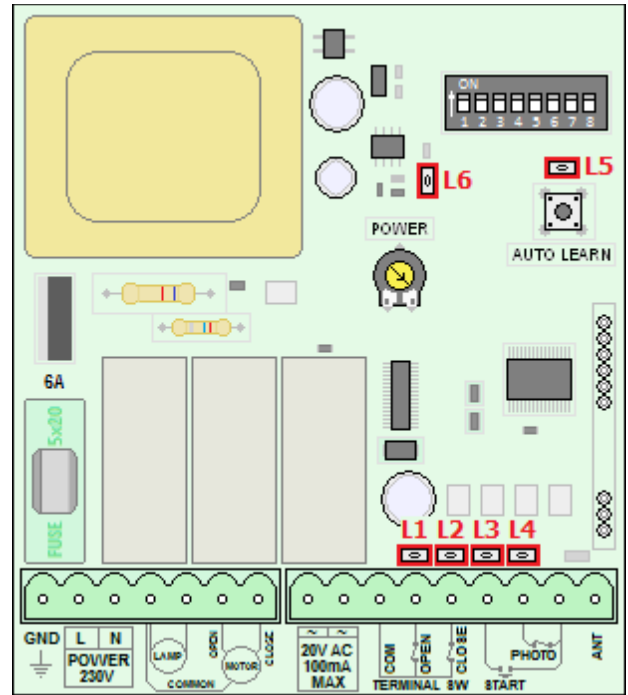 ON
1 2 3 4 5 6 7 8
L5
L6
POWER
AUTO LEARN
6A
5x20
FUSE
L1 L2 L3 L4
GND L N
POWER
230V
LAMP
OPEN
MOTOR
CLOSE
COMMON
~ ~
20V AC
100mA
MAX
COM
OPEN
CLOSE
TERMINAL SW
START
PHOTO
ANT